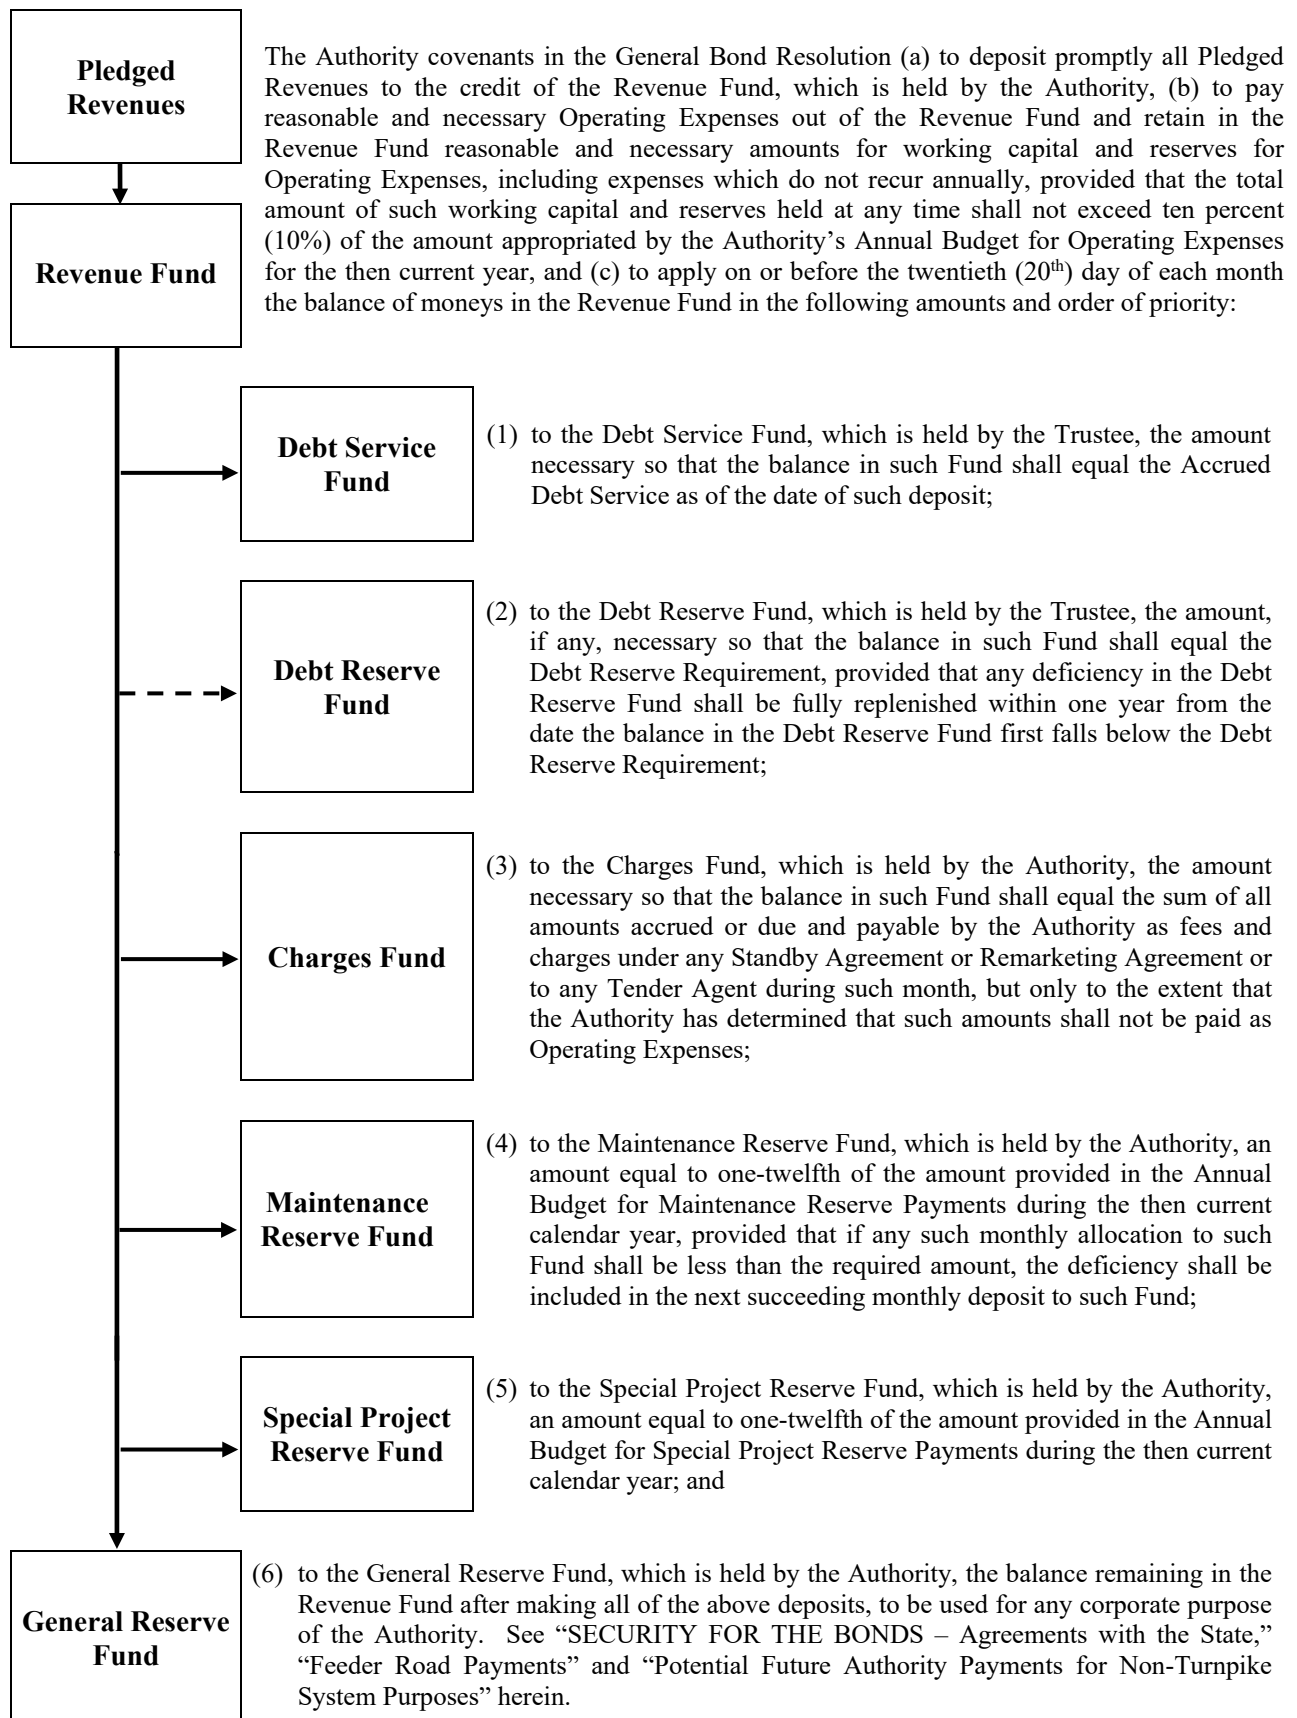 Pledged
Revenues
The Authority covenants in the General Bond Resolution (a) to deposit promptly all Pledged
Revenues to the credit of the Revenue Fund, which is held by the Authority, (b) to pay
reasonable and necessary Operating Expenses out of the Revenue Fund and retain in the
Revenue Fund reasonable and necessary amounts for working capital and reserves for
Operating Expenses, including expenses which do not recur annually, provided that the total
amount of such working capital and reserves held at any time shall not exceed ten percent
(10%) of the amount appropriated by the Authority’s Annual Budget for Operating Expenses
for the then current year, and (c) to apply on or before the twentieth (20th) day of each month
the balance of moneys in the Revenue Fund in the following amounts and order of priority:
Revenue Fund
Debt Service
Fund
(1) to the Debt Service Fund, which is held by the Trustee, the amount
necessary so that the balance in such Fund shall equal the Accrued
Debt Service as of the date of such deposit;
Debt Reserve
Fund
(2) to the Debt Reserve Fund, which is held by the Trustee, the amount,
if any, necessary so that the balance in such Fund shall equal the
Debt Reserve Requirement, provided that any deficiency in the Debt
Reserve Fund shall be fully replenished within one year from the
date the balance in the Debt Reserve Fund first falls below the Debt
Reserve Requirement;
Charges Fund
(3) to the Charges Fund, which is held by the Authority, the amount
necessary so that the balance in such Fund shall equal the sum of all
amounts accrued or due and payable by the Authority as fees and
charges under any Standby Agreement or Remarketing Agreement or
to any Tender Agent during such month, but only to the extent that
the Authority has determined that such amounts shall not be paid as
Operating Expenses;
Maintenance
Reserve Fund
(4) to the Maintenance Reserve Fund, which is held by the Authority, an
amount equal to one-twelfth of the amount provided in the Annual
Budget for Maintenance Reserve Payments during the then current
calendar year, provided that if any such monthly allocation to such
Fund shall be less than the required amount, the deficiency shall be
included in the next succeeding monthly deposit to such Fund;
Special Project
Reserve Fund
(5) to the Special Project Reserve Fund, which is held by the Authority,
an amount equal to one-twelfth of the amount provided in the Annual
Budget for Special Project Reserve Payments during the then current
calendar year; and
General Reserve
Fund
(6) to the General Reserve Fund, which is held by the Authority, the balance remaining in the
Revenue Fund after making all of the above deposits, to be used for any corporate purpose
of the Authority. See “SECURITY FOR THE BONDS – Agreements with the State,”
“Feeder Road Payments” and “Potential Future Authority Payments for Non-Turnpike
System Purposes” herein.